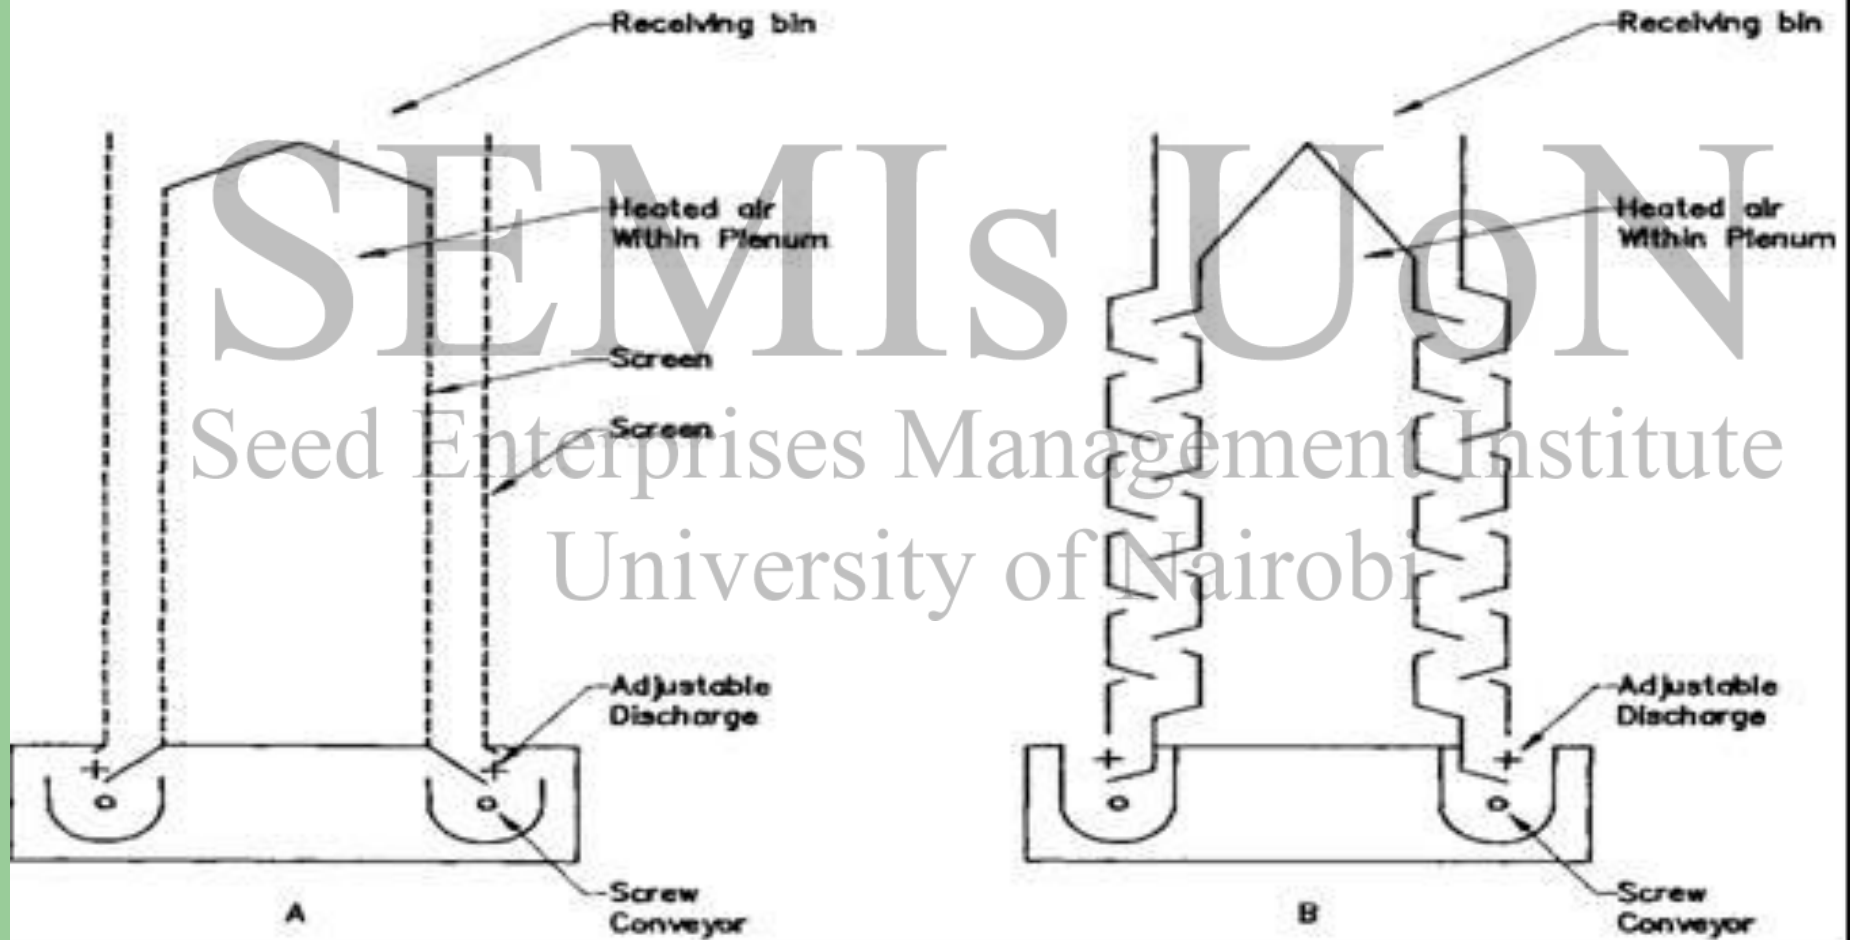 Receiving bin
Receiving bin
SEMIs UoN
Heated air
Within Plenum
Heated air
Within Plenum
Screen
Screen
Seed Enterprises Management Institute
University of Nairobi
Adjustable
Discharge
Adjustable
Discharge
Screw
Conveyor
Screw
Conveyor
A
B